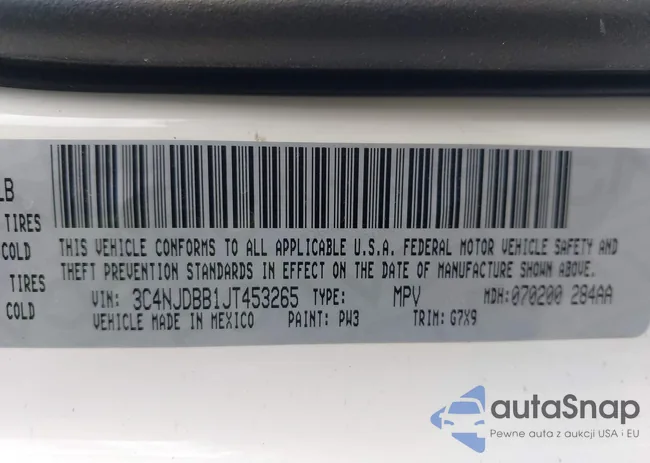 LB
TIRES
COLD
THIS VEHICLE CONFORMS TO ALL APPLICABLE U.S.A. FEDERAL MOTOR VEHICLE SAFETY AND
TIRES
THEFT PREVENTION STANDARDS IN EFFECT ON THE DATE OF MANUFACTURE SHOWN ABOVE.
COLD
VIN: 3C4NJDBB1JT453265 TYPE: MPV MDH:070200 284AA
VEHICLE MADE IN MEXICO PAINT: PW3 TRIM: G7X9
autaSnap
Pewne auta z aukcji USA i EU